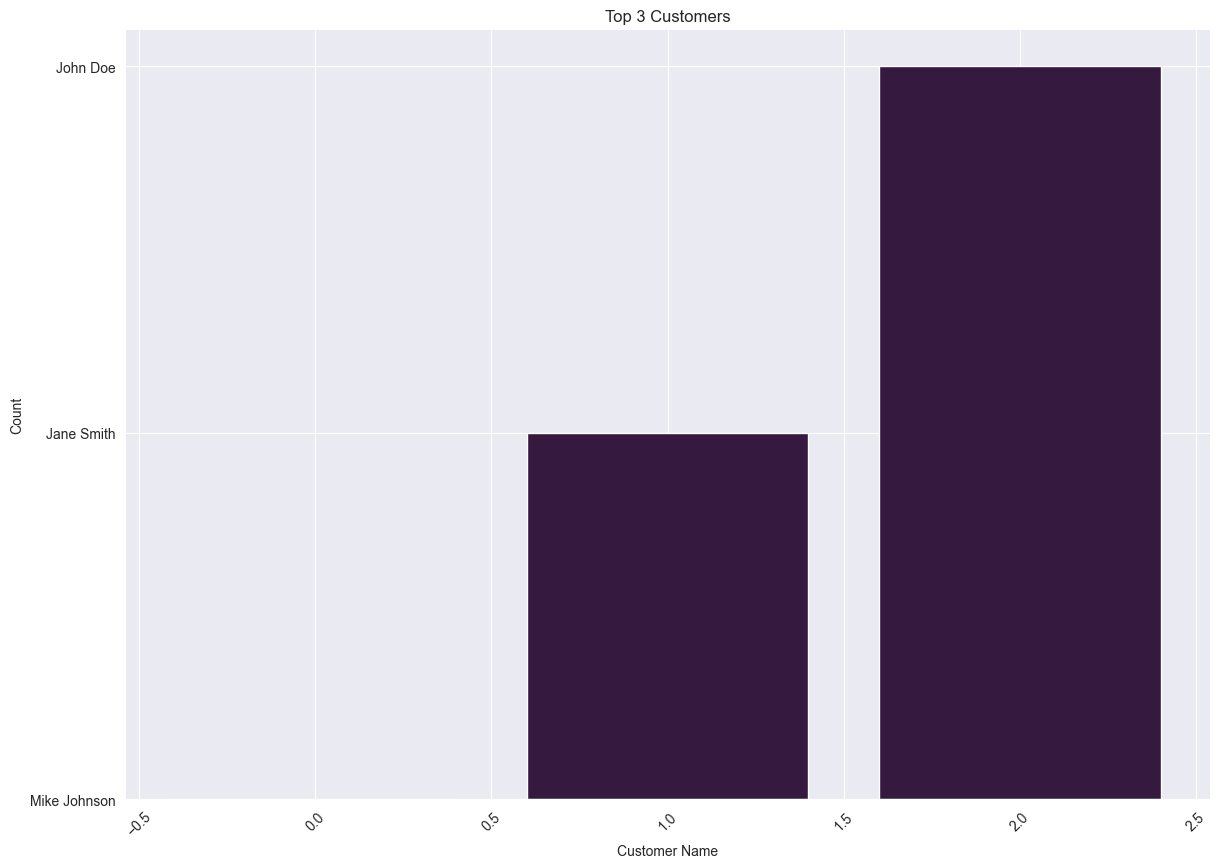 Top 3 Customers
John Doe
Jane Smith
Mike Johnson
Count
−0.5
0.0
0.5
1.0
1.5
2.0
2.5
Customer Name